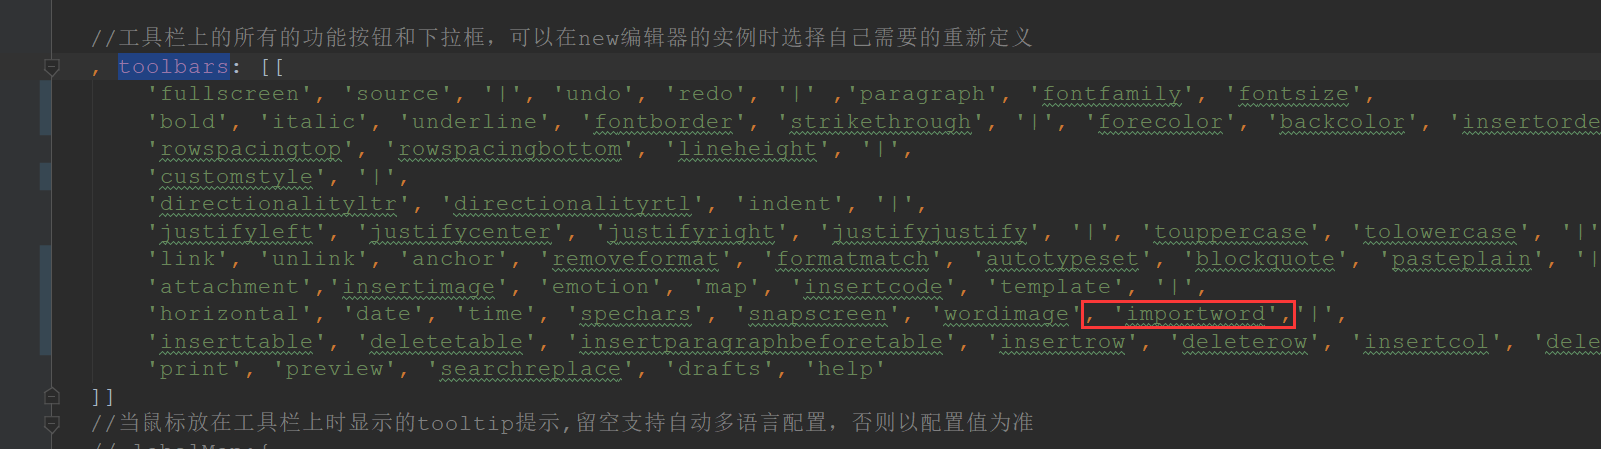 //工具栏上的所有的功能按钮和下拉框，可以在new编辑器的实例时选择自己需要的重新定义
, toolbars: [[
'fullscreen', 'source', '|', 'undo', 'redo', '|' ,'paragraph', 'fontfamily', 'fontsize',
'bold', 'italic', 'underline', 'fontborder', 'strikethrough', '|', 'forecolor', 'backcolor', 'insertorde
'rowspacingtop', 'rowspacingbottom', 'lineheight', '|',
'customstyle', '|',
'directionalityltr', 'directionalityrtl', 'indent', '|',
'justifyleft', 'justifycenter', 'justifyright', 'justifyjustify', '|', 'touppercase', 'tolowercase', '|'
'link', 'unlink', 'anchor', 'removeformat', 'formatmatch', 'autotypeset', 'blockquote', 'pasteplain', '|
'attachment','insertimage', 'emotion', 'map', 'insertcode', 'template', '|',
'horizontal', 'date', 'time', 'spechars', 'snapscreen', 'wordimage', 'importword','|',
'inserttable', 'deletetable', 'insertparagraphbeforetable', 'insertrow', 'deleterow', 'insertcol', 'dele
'print', 'preview', 'searchreplace', 'drafts', 'help'
]]
//当鼠标放在工具栏上时显示的tooltip提示,留空支持自动多语言配置，否则以配置值为准